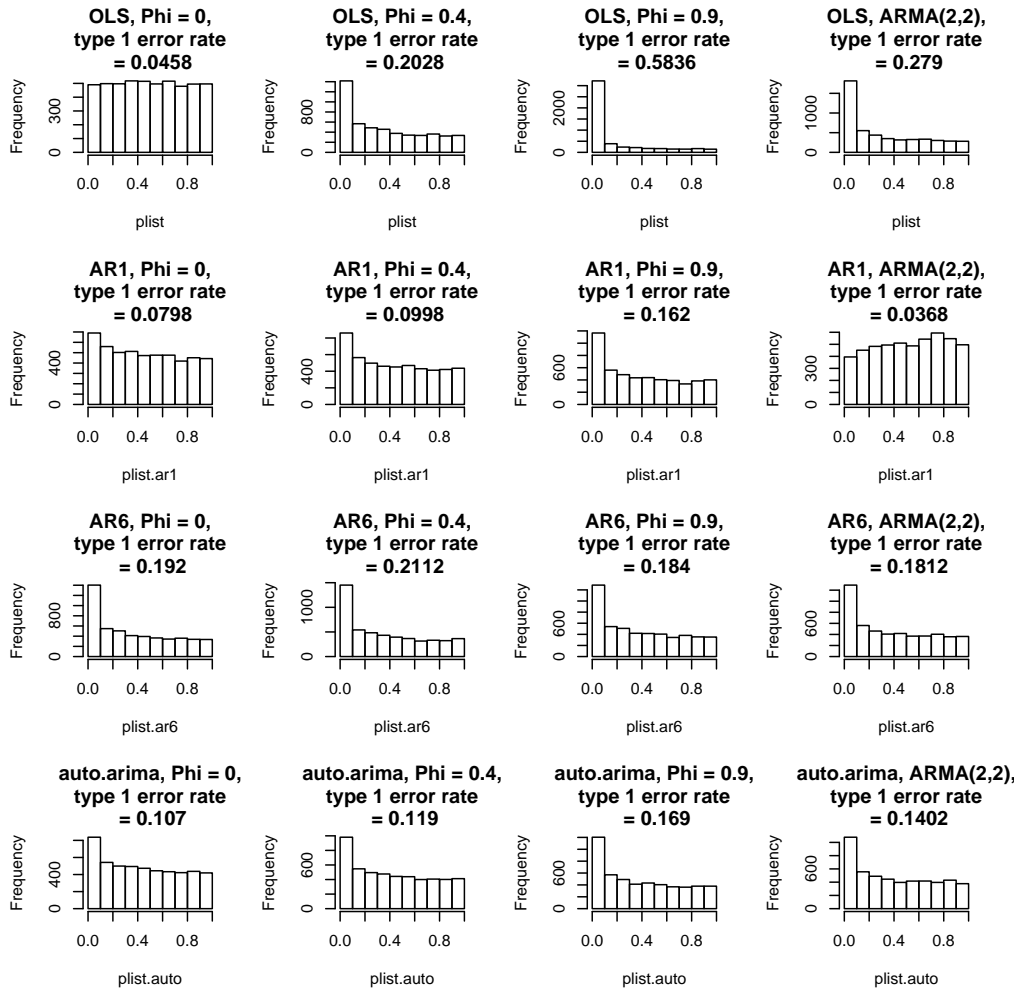 OLS, Phi = 0,
type 1 error rate
= 0.0458
Frequency
0 300
0.0 0.4 0.8
plist
OLS, Phi = 0.4,
type 1 error rate
= 0.2028
Frequency
0 800
0.0 0.4 0.8
plist
OLS, Phi = 0.9,
type 1 error rate
= 0.5836
Frequency
0 2000
0.0 0.4 0.8
plist
OLS, ARMA(2,2),
type 1 error rate
= 0.279
Frequency
0 1000
0.0 0.4 0.8
plist
AR1, Phi = 0,
type 1 error rate
= 0.0798
Frequency
0 400
0.0 0.4 0.8
plist.ar1
AR1, Phi = 0.4,
type 1 error rate
= 0.0998
Frequency
0 400
0.0 0.4 0.8
plist.ar1
AR1, Phi = 0.9,
type 1 error rate
= 0.162
Frequency
0 600
0.0 0.4 0.8
plist.ar1
AR1, ARMA(2,2),
type 1 error rate
= 0.0368
Frequency
0 300
0.0 0.4 0.8
plist.ar1
AR6, Phi = 0,
type 1 error rate
= 0.192
Frequency
0 800
0.0 0.4 0.8
plist.ar6
AR6, Phi = 0.4,
type 1 error rate
= 0.2112
Frequency
0 1000
0.0 0.4 0.8
plist.ar6
AR6, Phi = 0.9,
type 1 error rate
= 0.184
Frequency
0 600
0.0 0.4 0.8
plist.ar6
AR6, ARMA(2,2),
type 1 error rate
= 0.1812
Frequency
0 600
0.0 0.4 0.8
plist.ar6
auto.arima, Phi = 0,
type 1 error rate
= 0.107
Frequency
0 400
0.0 0.4 0.8
plist.auto
auto.arima, Phi = 0.4,
type 1 error rate
= 0.119
Frequency
0 600
0.0 0.4 0.8
plist.auto
auto.arima, Phi = 0.9,
type 1 error rate
= 0.169
Frequency
0 600
0.0 0.4 0.8
plist.auto
auto.arima, ARMA(2,2),
type 1 error rate
= 0.1402
Frequency
0 600
0.0 0.4 0.8
plist.auto